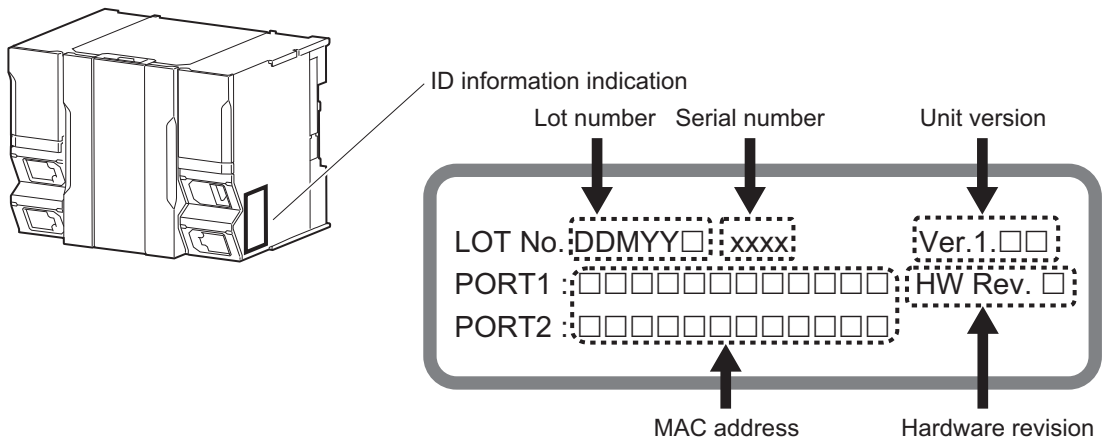 ID information indication
Lot number Serial number Unit version
LOT No. DDMYY□ xxxx Ver.1.□□
PORT1 : □□□□□□□□□□□□ HW Rev. □
PORT2 : □□□□□□□□□□□□
MAC address Hardware revision